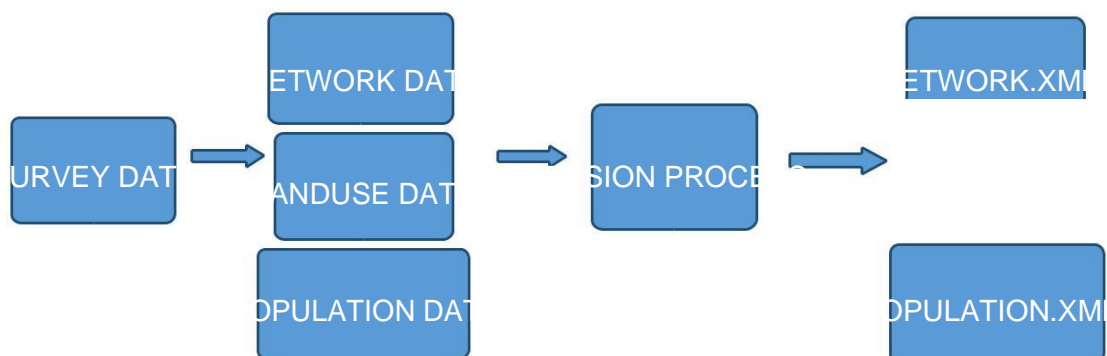 URVEY DAT
ETWORK DAT
ANDUSE DAT
OPULATION DAT
SION PROCE
ETWORK.XM
OPULATION.XM